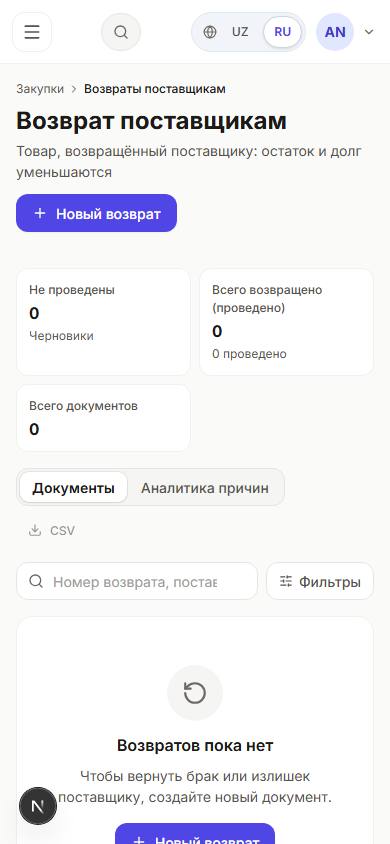 UZ
RU
AN
Закупки > Возвраты поставщикам
Возврат поставщикам
Товар, возвращённый поставщику: остаток и долг
уменьшаются
+ Новый возврат
Не проведены
0
Черновики
Всего возвращено
(проведено)
0
0 проведено
Всего документов
0
Документы
Аналитика причин
CSV
Номер возврата, постав
Фильтры
Возвратов пока нет
Чтобы вернуть брак или излишек
поставщику, создайте новый документ.
N
+ Новый возврат